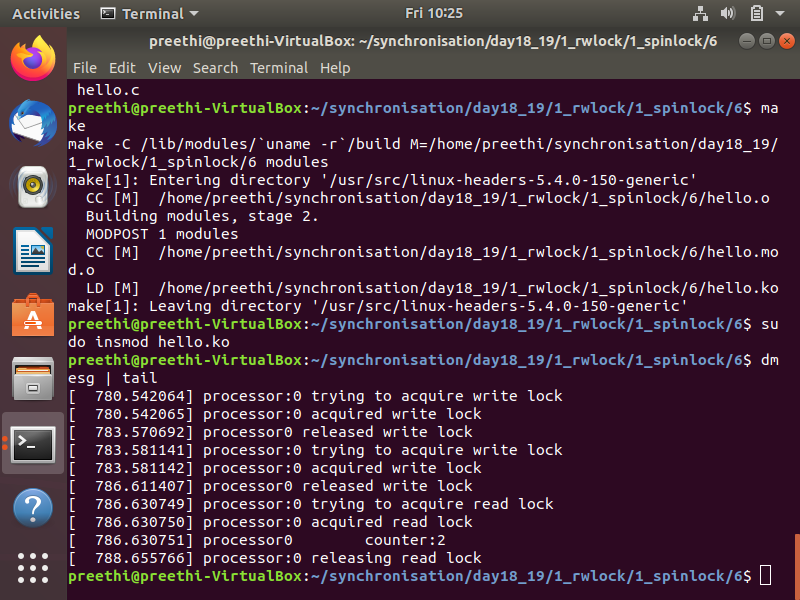 Activities Terminal Fri 10:25
preethi@preethi-VirtualBox: ~/synchronisation/day18_19/1_rwlock/1_spinlock/6
File Edit View Search Terminal Help
hello.c
preethi@preethi-VirtualBox:~/synchronisation/day18_19/1_rwlock/1_spinlock/6$ ma
ke
make -C /lib/modules/`uname -r`/build M=/home/preethi/synchronisation/day18_19/
1_rwlock/1_spinlock/6 modules
make[1]: Entering directory '/usr/src/linux-headers-5.4.0-150-generic'
  CC [M]  /home/preethi/synchronisation/day18_19/1_rwlock/1_spinlock/6/hello.o
  Building modules, stage 2.
  MODPOST 1 modules
  CC [M]  /home/preethi/synchronisation/day18_19/1_rwlock/1_spinlock/6/hello.mo
d.o
  LD [M]  /home/preethi/synchronisation/day18_19/1_rwlock/1_spinlock/6/hello.ko
make[1]: Leaving directory '/usr/src/linux-headers-5.4.0-150-generic'
preethi@preethi-VirtualBox:~/synchronisation/day18_19/1_rwlock/1_spinlock/6$ su
do insmod hello.ko
preethi@preethi-VirtualBox:~/synchronisation/day18_19/1_rwlock/1_spinlock/6$ dm
esg | tail
[  780.542064] processor:0 trying to acquire write lock
[  780.542065] processor:0 acquired write lock
[  783.570692] processor0 released write lock
[  783.581141] processor:0 trying to acquire write lock
[  783.581142] processor:0 acquired write lock
[  786.611407] processor0 released write lock
[  786.630749] processor:0 trying to acquire read lock
[  786.630750] processor:0 acquired read lock
[  786.630751] processor0        counter:2
[  788.655766] processor:0 releasing read lock
preethi@preethi-VirtualBox:~/synchronisation/day18_19/1_rwlock/1_spinlock/6$